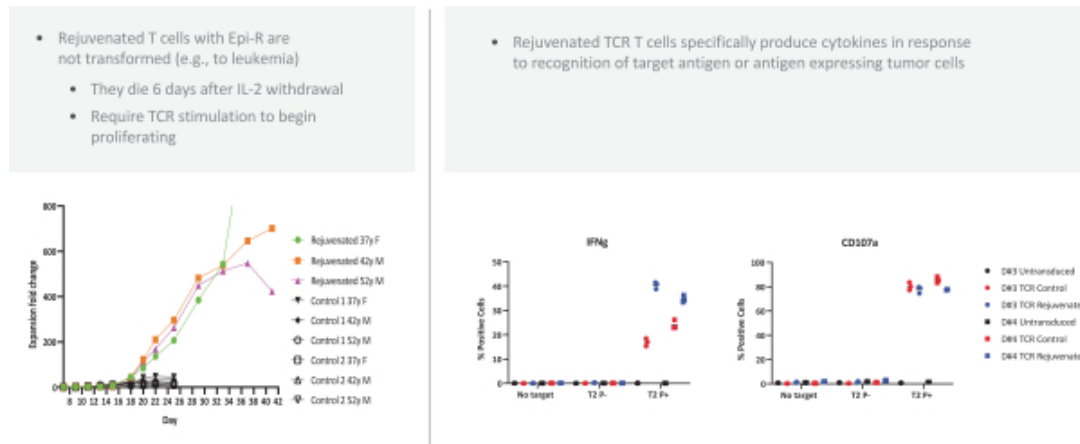 • Rejuvenated T cells with Epi-R are
not transformed (e.g., to leukemia)
• They die 6 days after IL-2 withdrawal
• Require TCR stimulation to begin
proliferating
• Rejuvenated TCR T cells specifically produce cytokines in response
to recognition of target antigen or antigen expressing tumor cells
Expansion fold change
800
600
400
200
0
8 10 12 14 16 18 20 22 24 26 28 30 32 34 36 38 40 42
Day
Rejuvenated 37y F
Rejuvenated 42y M
Rejuvenated 52y M
Control 1 37y F
Control 1 42y M
Control 1 52y M
Control 2 37y F
Control 2 42y M
Control 2 52y M
IFNg
% Positive Cells
50
40
30
20
10
0
No target T2 P- T2 P+
CD107a
% Positive Cells
100
80
60
40
20
0
No target T2 P- T2 P+
D#3 Untransduced
D#3 TCR Control
D#3 TCR Rejuvenate
D#4 Untransduced
D#4 TCR Control
D#4 TCR Rejuvenate